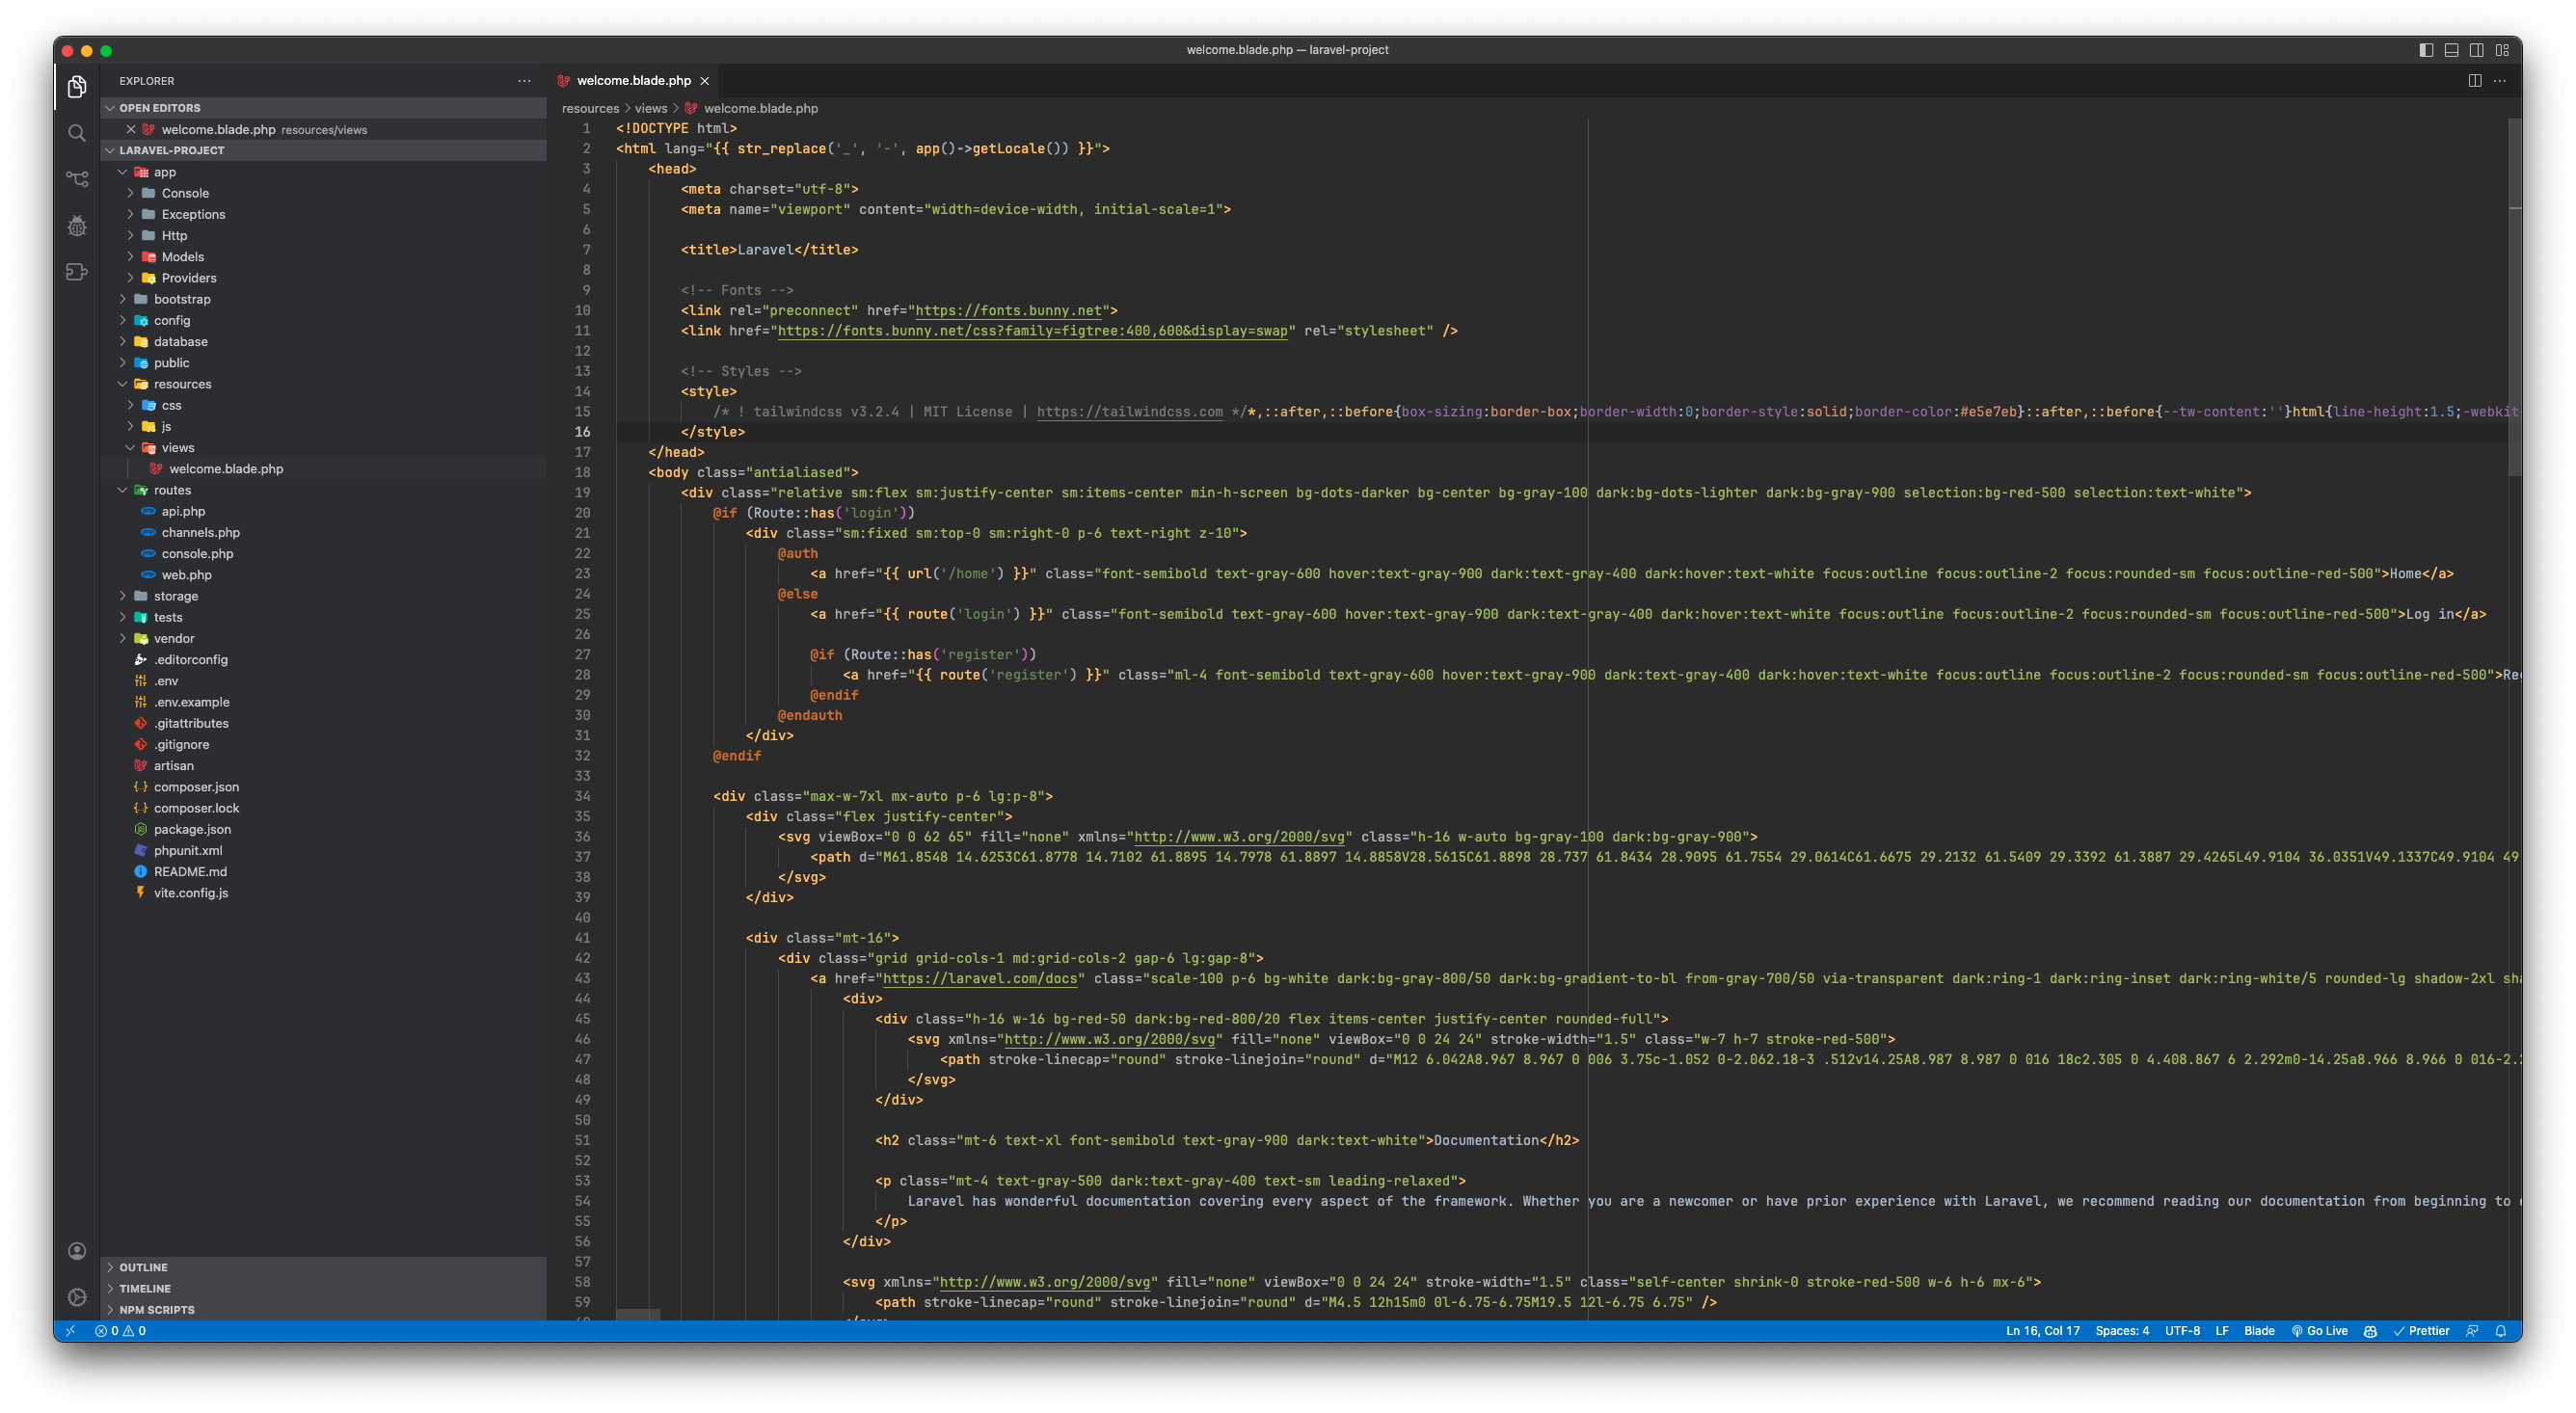 welcome.blade.php — laravel-project
EXPLORER
OPEN EDITORS
welcome.blade.php resources/views
LARAVEL-PROJECT
app
Console
Exceptions
Http
Models
Providers
bootstrap
config
database
public
resources
css
js
views
welcome.blade.php
routes
api.php
channels.php
console.php
web.php
storage
tests
vendor
.editorconfig
.env
.env.example
.gitattributes
.gitignore
artisan
composer.json
composer.lock
package.json
phpunit.xml
README.md
vite.config.js
OUTLINE
TIMELINE
NPM SCRIPTS
welcome.blade.php
resources > views > welcome.blade.php
1 <!DOCTYPE html>
2 <html lang="{{ str_replace('_', '-', app()->getLocale()) }}">
3 <head>
4 <meta charset="utf-8">
5 <meta name="viewport" content="width=device-width, initial-scale=1">
6
7 <title>Laravel</title>
8
9 <!-- Fonts -->
10 <link rel="preconnect" href="https://fonts.bunny.net">
11 <link href="https://fonts.bunny.net/css?family=figtree:400,600&display=swap" rel="stylesheet" />
12
13 <!-- Styles -->
14 <style>
15 /* ! tailwindcss v3.2.4 | MIT License | https://tailwindcss.com */*,::after,::before{box-sizing:border-box;border-width:0;border-style:solid;border-color:#e5e7eb}::after,::before{--tw-content:''}html{line-height:1.5;-webkit-
16 </style>
17 </head>
18 <body class="antialiased">
19 <div class="relative sm:flex sm:justify-center sm:items-center min-h-screen bg-dots-darker bg-center bg-gray-100 dark:bg-dots-lighter dark:bg-gray-900 selection:bg-red-500 selection:text-white">
20 @if (Route::has('login'))
21 <div class="sm:fixed sm:top-0 sm:right-0 p-6 text-right z-10">
22 @auth
23 <a href="{{ url('/home') }}" class="font-semibold text-gray-600 hover:text-gray-900 dark:text-gray-400 dark:hover:text-white focus:outline focus:outline-2 focus:rounded-sm focus:outline-red-500">Home</a>
24 @else
25 <a href="{{ route('login') }}" class="font-semibold text-gray-600 hover:text-gray-900 dark:text-gray-400 dark:hover:text-white focus:outline focus:outline-2 focus:rounded-sm focus:outline-red-500">Log in</a>
26
27 @if (Route::has('register'))
28 <a href="{{ route('register') }}" class="ml-4 font-semibold text-gray-600 hover:text-gray-900 dark:text-gray-400 dark:hover:text-white focus:outline focus:outline-2 focus:rounded-sm focus:outline-red-500">Re
29 @endif
30 @endauth
31 </div>
32 @endif
33
34 <div class="max-w-7xl mx-auto p-6 lg:p-8">
35 <div class="flex justify-center">
36 <svg viewBox="0 0 62 65" fill="none" xmlns="http://www.w3.org/2000/svg" class="h-16 w-auto bg-gray-100 dark:bg-gray-900">
37 <path d="M61.8548 14.6253C61.8778 14.7102 61.8895 14.7978 61.8897 14.8858V28.5615C61.8898 28.737 61.8434 28.9095 61.7554 29.0614C61.6675 29.2132 61.5409 29.3392 61.3887 29.4265L49.9104 36.0351V49.1337C49.9104 49
38 </svg>
39 </div>
40
41 <div class="mt-16">
42 <div class="grid grid-cols-1 md:grid-cols-2 gap-6 lg:gap-8">
43 <a href="https://laravel.com/docs" class="scale-100 p-6 bg-white dark:bg-gray-800/50 dark:bg-gradient-to-bl from-gray-700/50 via-transparent dark:ring-1 dark:ring-inset dark:ring-white/5 rounded-lg shadow-2xl sha
44 <div>
45 <div class="h-16 w-16 bg-red-50 dark:bg-red-800/20 flex items-center justify-center rounded-full">
46 <svg xmlns="http://www.w3.org/2000/svg" fill="none" viewBox="0 0 24 24" stroke-width="1.5" class="w-7 h-7 stroke-red-500">
47 <path stroke-linecap="round" stroke-linejoin="round" d="M12 6.042A8.967 8.967 0 006 3.75c-1.052 0-2.062.18-3 .512v14.25A8.987 8.987 0 016 18c2.305 0 4.408.867 6 2.292m0-14.25a8.966 8.966 0 016-2.2
48 </svg>
49 </div>
50
51 <h2 class="mt-6 text-xl font-semibold text-gray-900 dark:text-white">Documentation</h2>
52
53 <p class="mt-4 text-gray-500 dark:text-gray-400 text-sm leading-relaxed">
54 Laravel has wonderful documentation covering every aspect of the framework. Whether you are a newcomer or have prior experience with Laravel, we recommend reading our documentation from beginning to
55 </p>
56 </div>
57
58 <svg xmlns="http://www.w3.org/2000/svg" fill="none" viewBox="0 0 24 24" stroke-width="1.5" class="self-center shrink-0 stroke-red-500 w-6 h-6 mx-6">
59 <path stroke-linecap="round" stroke-linejoin="round" d="M4.5 12h15m0 0l-6.75-6.75M19.5 12l-6.75 6.75" />
0 0
Ln 16, Col 17 Spaces: 4 UTF-8 LF Blade Go Live Prettier